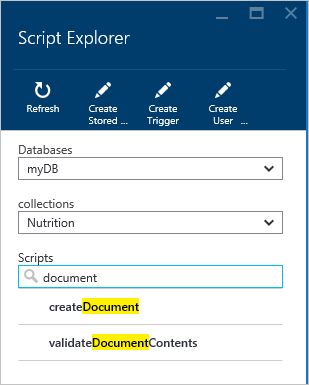 Script Explorer
Refresh
Create
Stored ...
Create
Trigger
Create
User ...
Databases
myDB
collections
Nutrition
Scripts
document
createDocument
validateDocumentContents